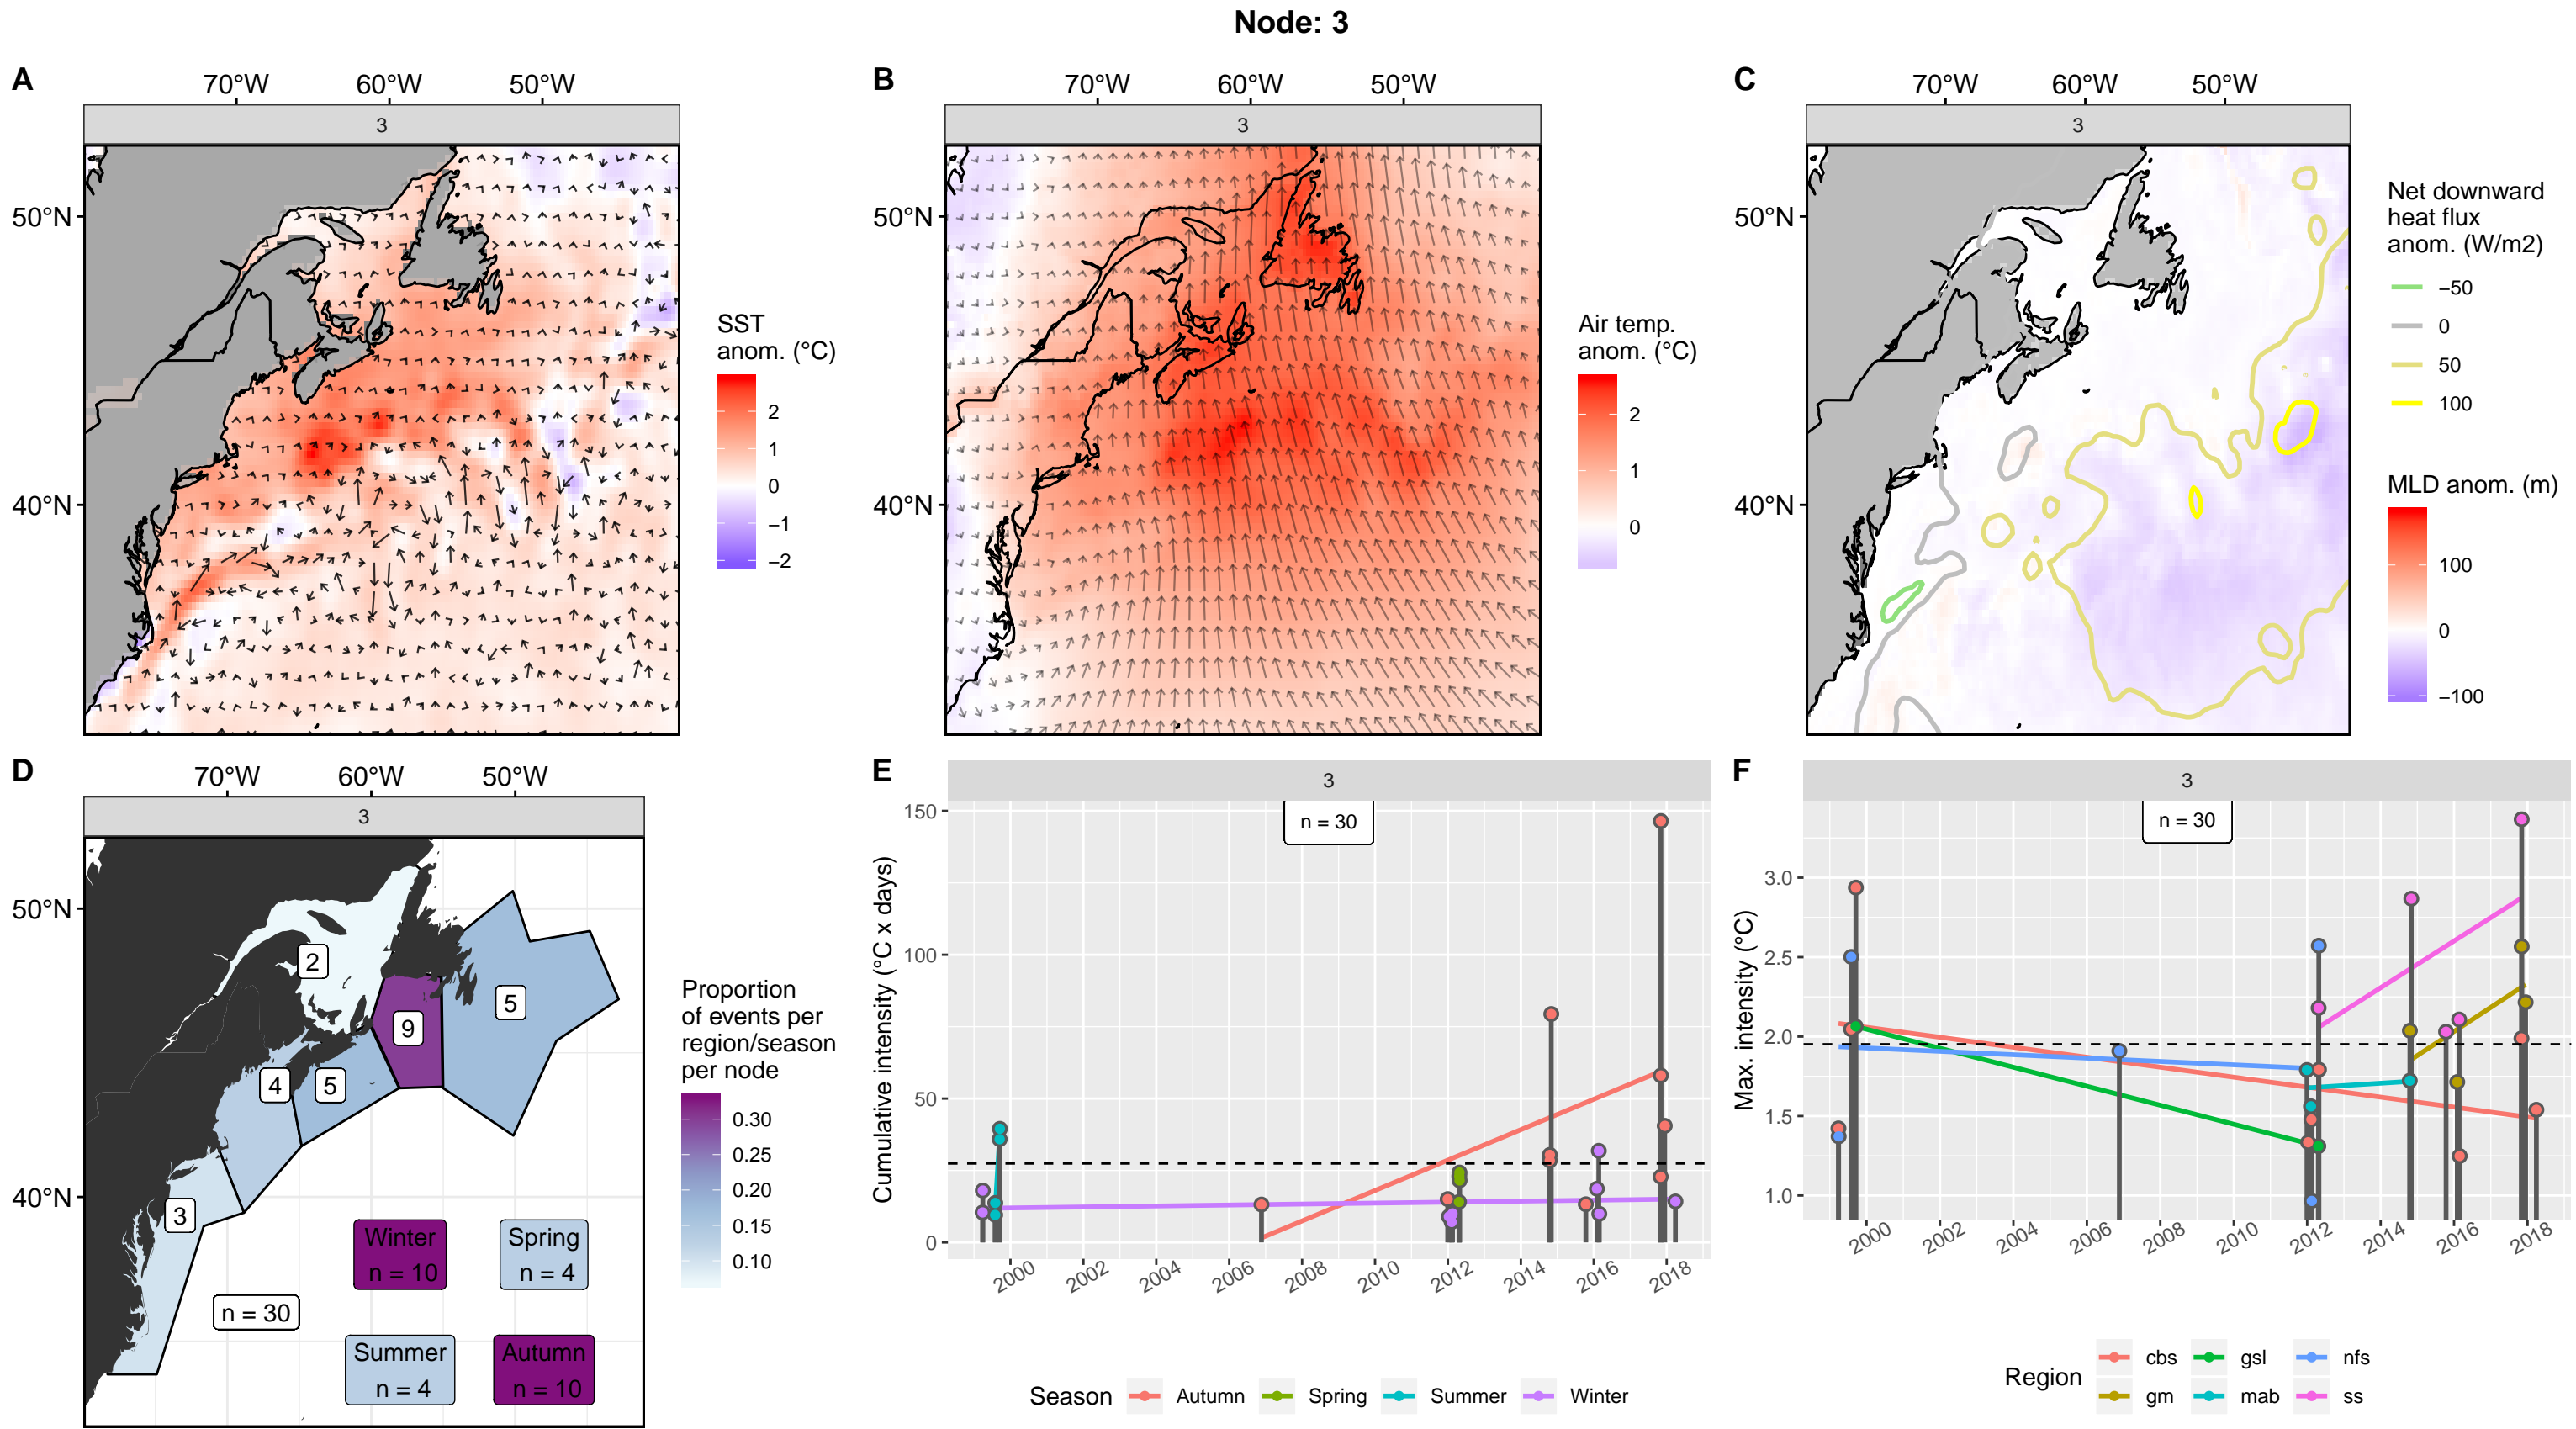 Node: 3
A
70°W 60°W 50°W
3
50°N
40°N
SST
anom. (°C)
2
1
0
−1
−2
B
70°W 60°W 50°W
3
50°N
40°N
Air temp.
anom. (°C)
2
1
0
C
70°W 60°W 50°W
3
50°N
40°N
Net downward
heat flux
anom. (W/m2)
−50
0
50
100
MLD anom. (m)
100
0
−100
D
70°W 60°W 50°W
3
50°N
40°N
2
9
5
4
5
3
n = 30
Winter
n = 10
Spring
n = 4
Summer
n = 4
Autumn
n = 10
Proportion
of events per
region/season
per node
0.30
0.25
0.20
0.15
0.10
E
3
n = 30
Cumulative intensity (°C x days)
150
100
50
0
2000 2002 2004 2006 2008 2010 2012 2014 2016 2018
Season Autumn Spring Summer Winter
F
3
n = 30
Max. intensity (°C)
3.0
2.5
2.0
1.5
1.0
2000 2002 2004 2006 2008 2010 2012 2014 2016 2018
Region
cbs gsl nfs
gm mab ss